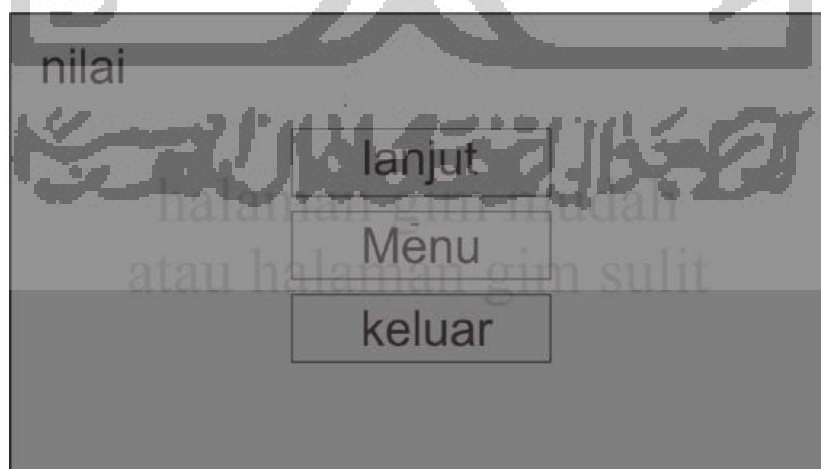 nilai
lanjut
halaman gim mudah
Menu
atau halaman gim sulit
keluar